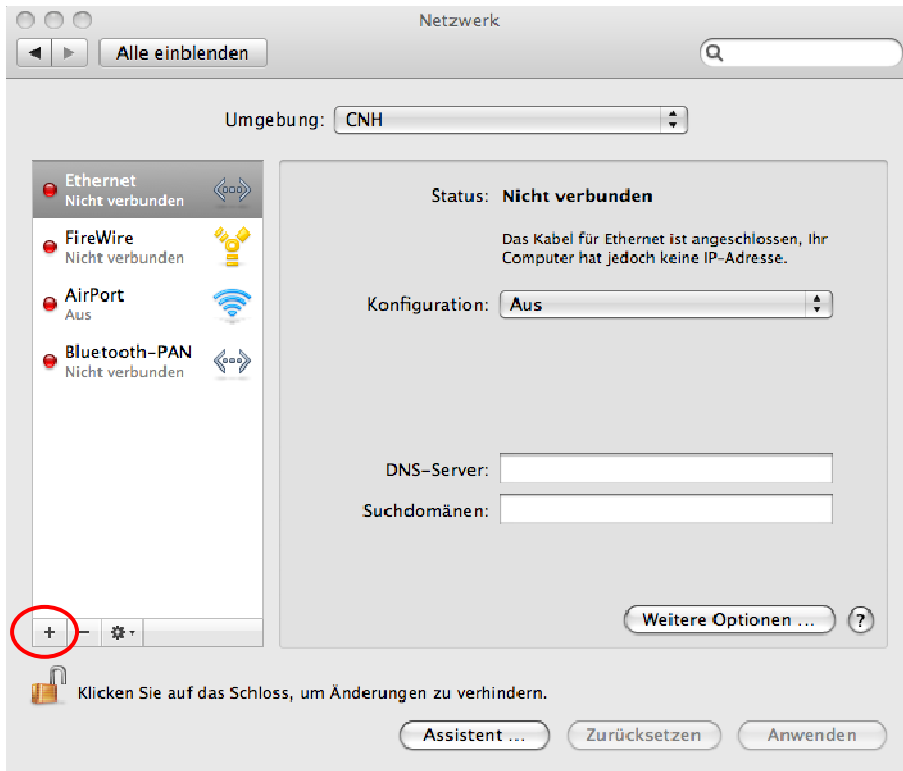 Netzwerk
Alle einblenden
Umgebung: CNH
Ethernet
Nicht verbunden
FireWire
Nicht verbunden
AirPort
Aus
Bluetooth-PAN
Nicht verbunden
Status: Nicht verbunden
Das Kabel für Ethernet ist angeschlossen, Ihr
Computer hat jedoch keine IP-Adresse.
Konfiguration: Aus
DNS-Server:
Suchdomänen:
+ −
Weitere Optionen ... ?
Klicken Sie auf das Schloss, um Änderungen zu verhindern.
Assistent ... Zurücksetzen Anwenden